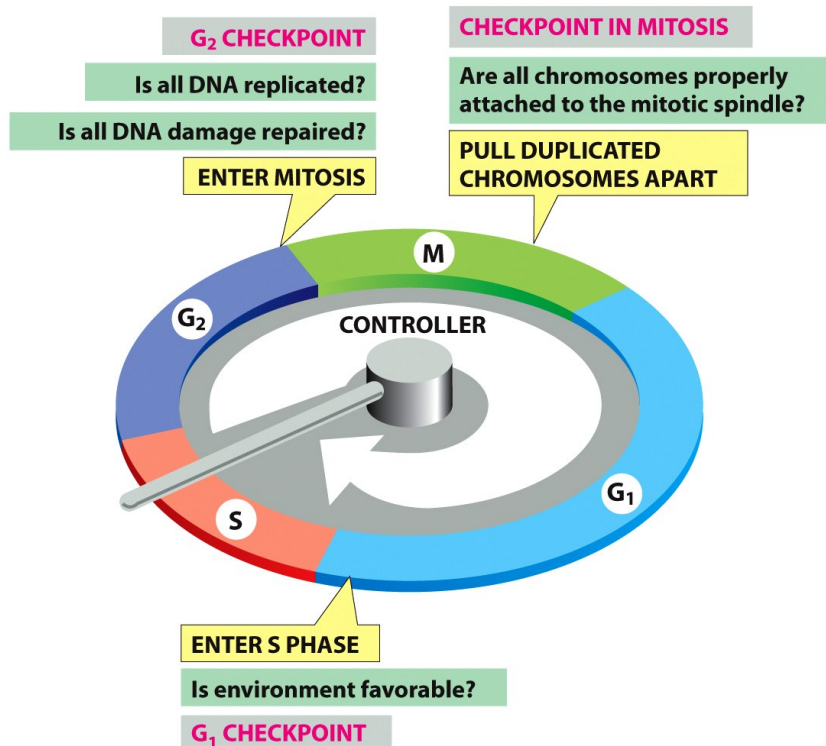 G₂ CHECKPOINT
Is all DNA replicated?
Is all DNA damage repaired?
ENTER MITOSIS
CHECKPOINT IN MITOSIS
Are all chromosomes properly
attached to the mitotic spindle?
PULL DUPLICATED
CHROMOSOMES APART
M
G₂
CONTROLLER
G₁
S
ENTER S PHASE
Is environment favorable?
G₁ CHECKPOINT